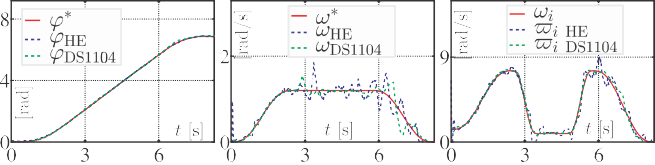 8
φ*
φHE
φDS1104
4
[rad]
t [s]
0
0 3 6
[rad/s]
ω*
ωHE
ωDS1104
2
t [s]
0
0 3 6
[rad/s]
ωi
ϖi HE
ϖi DS1104
9
t [s]
0
0 3 6